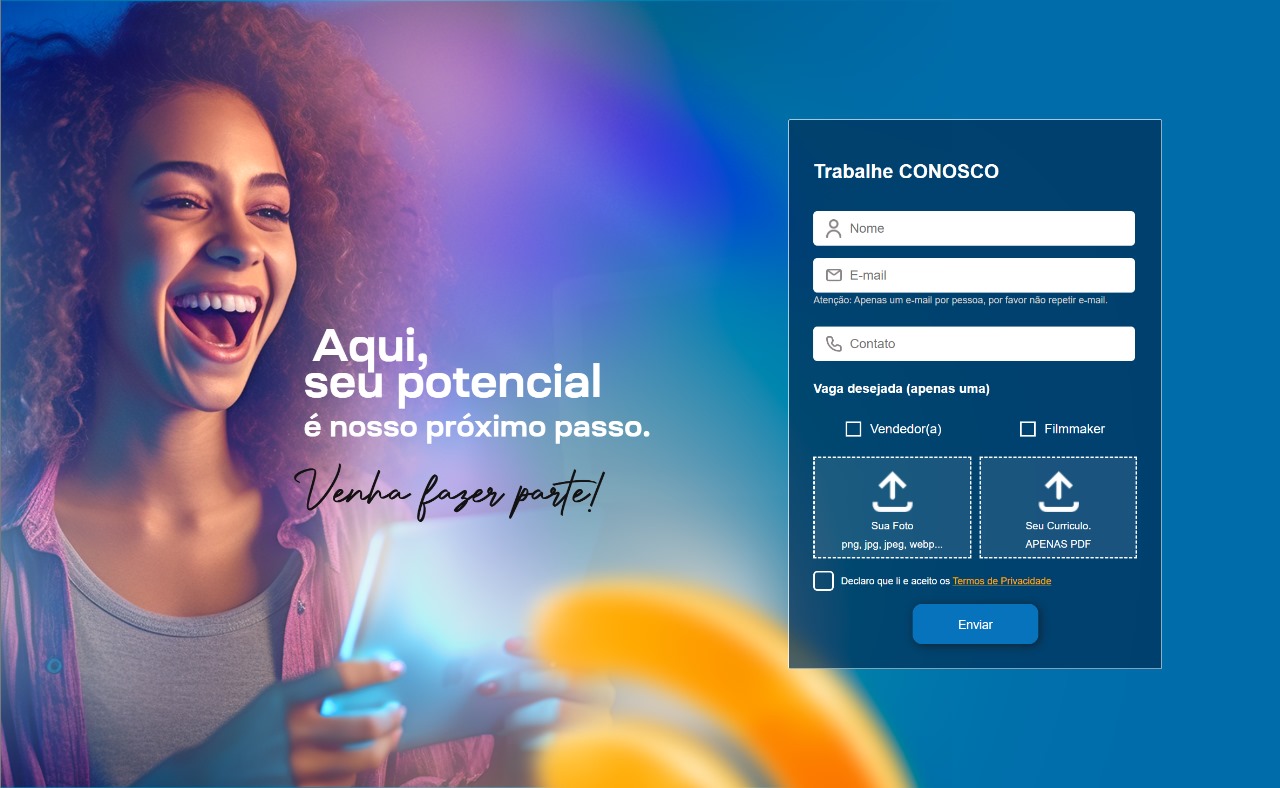 Aqui,
seu potencial
é nosso próximo passo.
Venha fazer parte!
Trabalhe CONOSCO
Nome
E-mail
Atenção: Apenas um e-mail por pessoa, por favor não repetir e-mail.
Contato
Vaga desejada (apenas uma)
Vendedor(a) Filmmaker
Sua Foto
png, jpg, jpeg, webp...
Seu Curriculo.
APENAS PDF
Declaro que li e aceito os Termos de Privacidade
Enviar